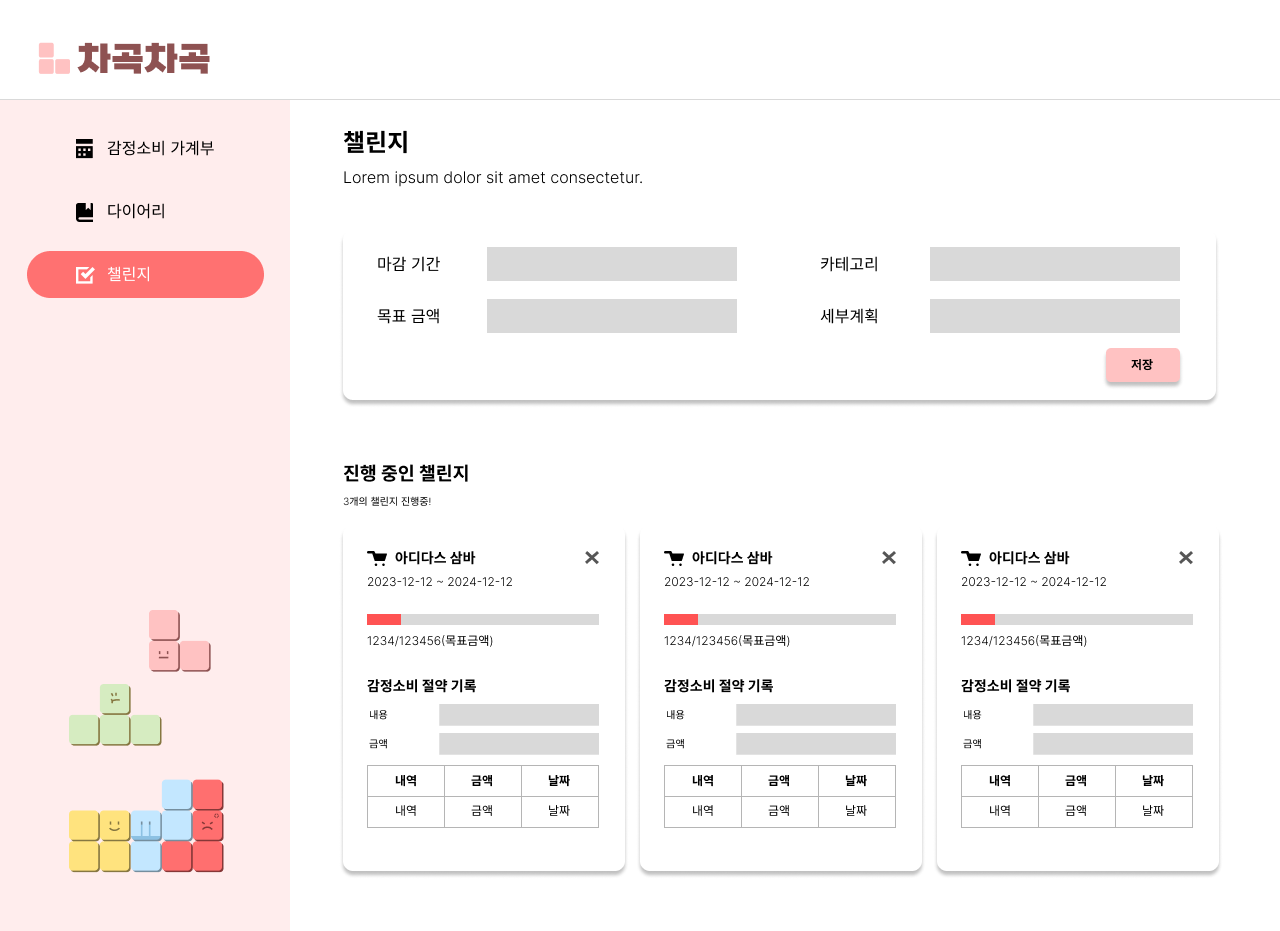 차곡차곡
감정소비 가계부
다이어리
챌린지
챌린지
Lorem ipsum dolor sit amet consectetur.
마감 기간 카테고리
목표 금액 세부계획
저장
진행 중인 챌린지
3개의 챌린지 진행중!
아디다스 삼바
2023-12-12 ~ 2024-12-12
1234/123456(목표금액)
감정소비 절약 기록
내용
금액
내역 금액 날짜
내역 금액 날짜
아디다스 삼바
2023-12-12 ~ 2024-12-12
1234/123456(목표금액)
감정소비 절약 기록
내용
금액
내역 금액 날짜
내역 금액 날짜
아디다스 삼바
2023-12-12 ~ 2024-12-12
1234/123456(목표금액)
감정소비 절약 기록
내용
금액
내역 금액 날짜
내역 금액 날짜